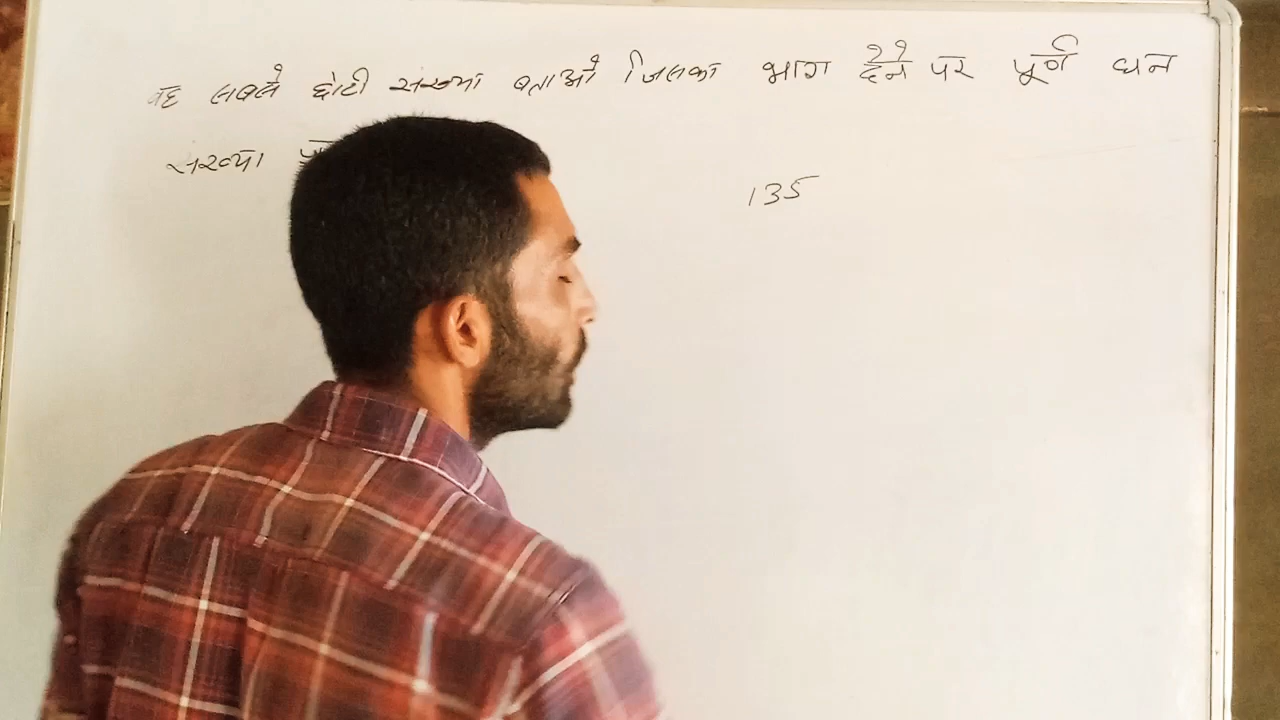 वह सबसे छोटी संख्या बताओ जिसका भाग देने पर पूर्ण घन
संख्या
135